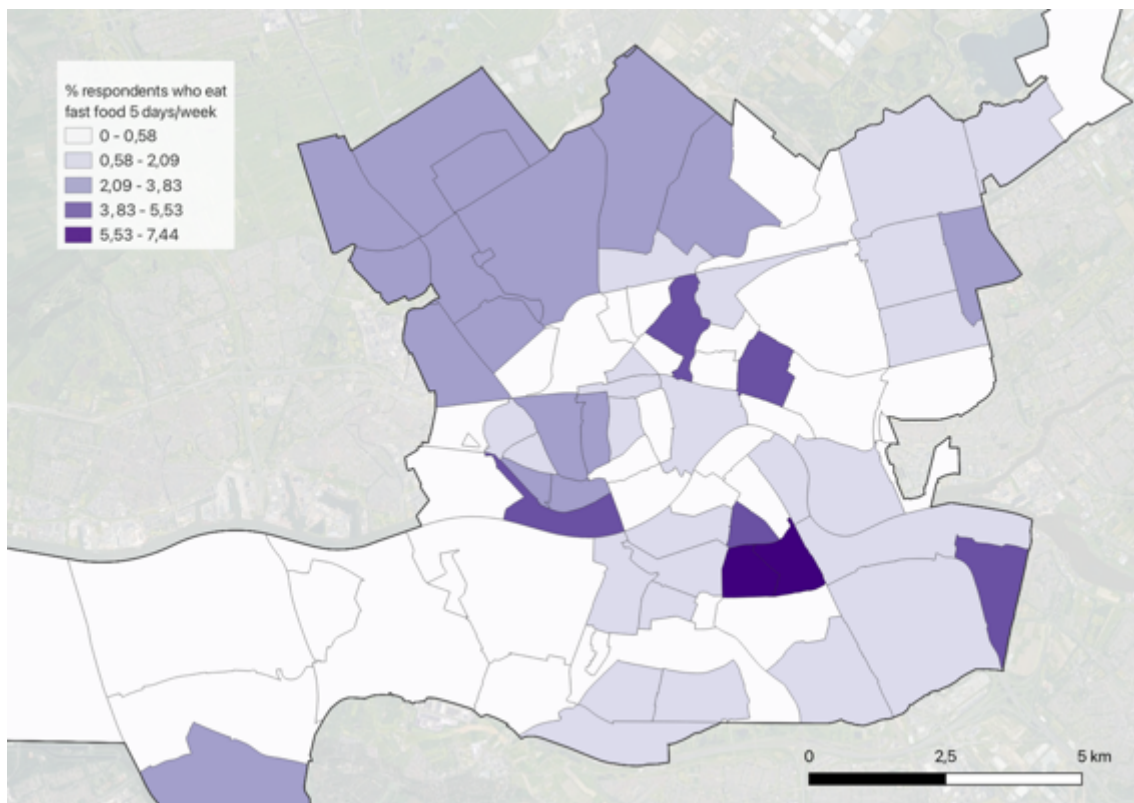 % respondents who eat
fast food 5 days/week
0 - 0,58
0,58 - 2,09
2,09 - 3,83
3,83 - 5,53
5,53 - 7,44
0 2,5 5 km